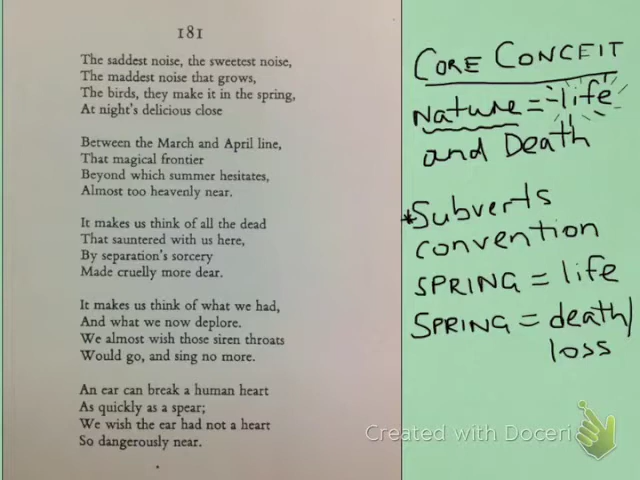 181
The saddest noise, the sweetest noise,
The maddest noise that grows,
The birds, they make it in the spring,
At night's delicious close
Between the March and April line,
That magical frontier
Beyond which summer hesitates,
Almost too heavenly near.
It makes us think of all the dead
That sauntered with us here,
By separation's sorcery
Made cruelly more dear.
It makes us think of what we had,
And what we now deplore.
We almost wish those siren throats
Would go, and sing no more.
An ear can break a human heart
As quickly as a spear;
We wish the ear had not a heart
So dangerously near.
CORE CONCEIT
Nature = life
and Death
*Subverts
convention
SPRING = life
SPRING = death/
loss
Created with Doceri